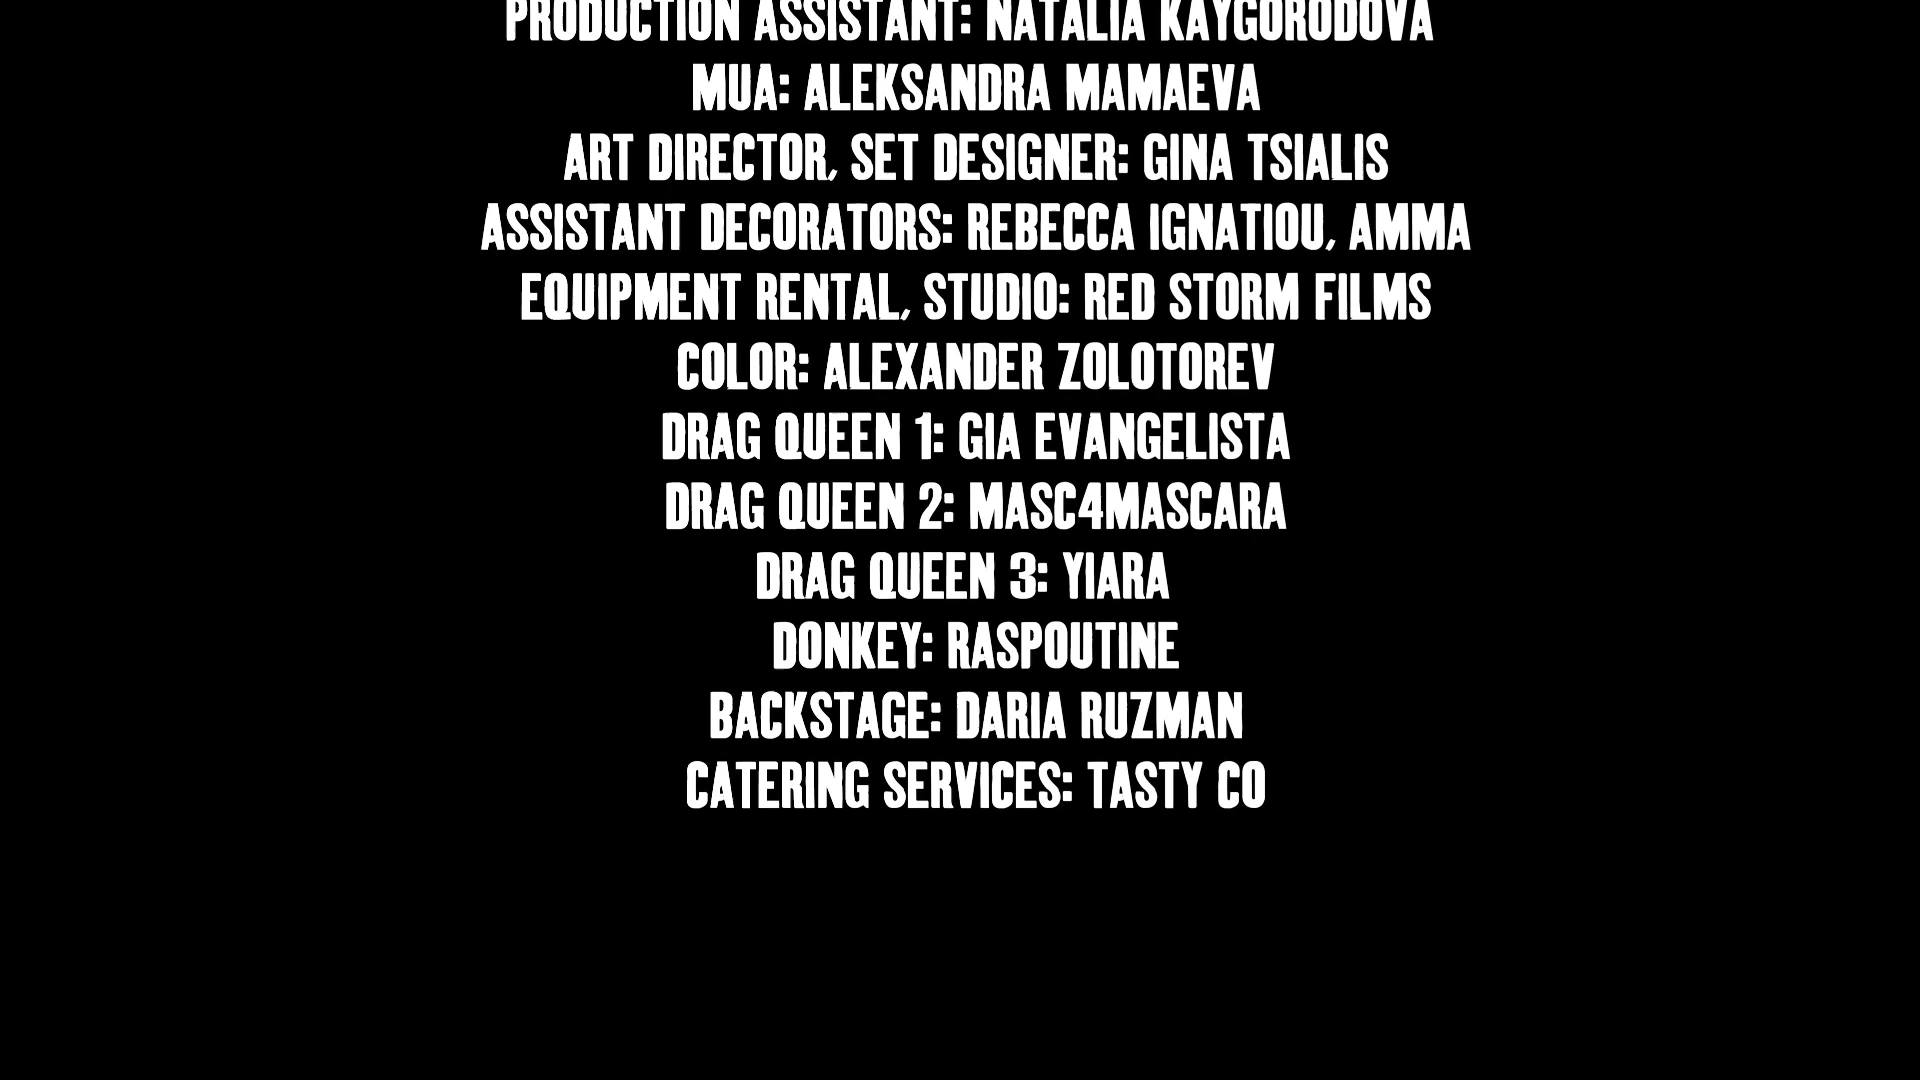 PRODUCTION ASSISTANT: NATALIA KAYGORODOVA
MUA: ALEKSANDRA MAMAEVA
ART DIRECTOR, SET DESIGNER: GINA TSIALIS
ASSISTANT DECORATORS: REBECCA IGNATIOU, AMMA
EQUIPMENT RENTAL, STUDIO: RED STORM FILMS
COLOR: ALEXANDER ZOLOTOREV
DRAG QUEEN 1: GIA EVANGELISTA
DRAG QUEEN 2: MASC4MASCARA
DRAG QUEEN 3: YIARA
DONKEY: RASPOUTINE
BACKSTAGE: DARIA RUZMAN
CATERING SERVICES: TASTY CO